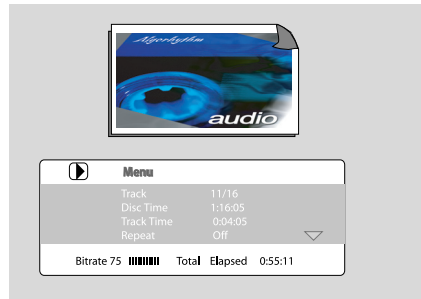 Algorhythm
audio
Menu
Track 11/16
Disc Time 1:16:05
Track Time 0:04:05
Repeat Off
Bitrate 75 Total Elapsed 0:55:11